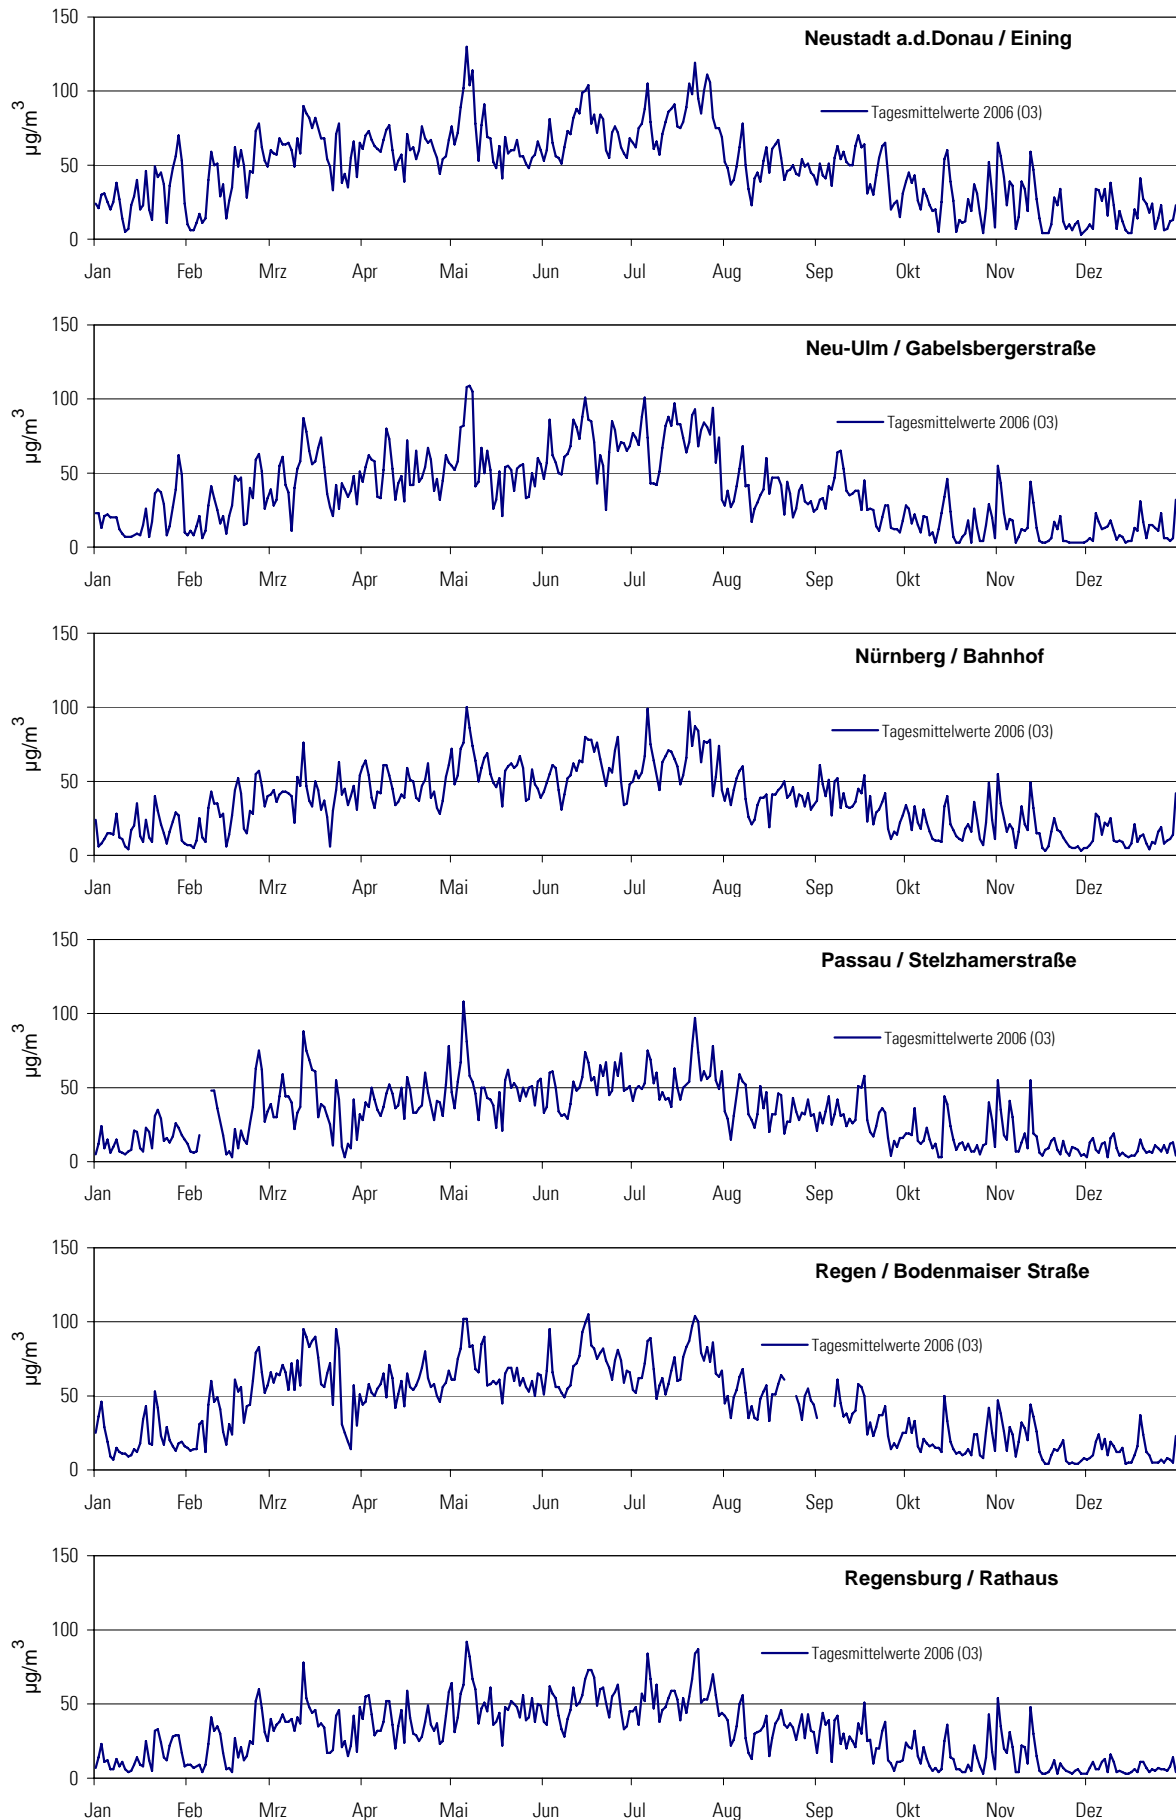 150
Neustadt a.d.Donau / Eining
100
Tagesmittelwerte 2006 (O3)
µg/m³
50
0
Jan Feb Mrz Apr Mai Jun Jul Aug Sep Okt Nov Dez
150
Neu-Ulm / Gabelsbergerstraße
100
Tagesmittelwerte 2006 (O3)
µg/m³
50
0
Jan Feb Mrz Apr Mai Jun Jul Aug Sep Okt Nov Dez
150
Nürnberg / Bahnhof
100
Tagesmittelwerte 2006 (O3)
µg/m³
50
0
Jan Feb Mrz Apr Mai Jun Jul Aug Sep Okt Nov Dez
150
Passau / Stelzhamerstraße
100
Tagesmittelwerte 2006 (O3)
µg/m³
50
0
Jan Feb Mrz Apr Mai Jun Jul Aug Sep Okt Nov Dez
150
Regen / Bodenmaiser Straße
100
Tagesmittelwerte 2006 (O3)
µg/m³
50
0
Jan Feb Mrz Apr Mai Jun Jul Aug Sep Okt Nov Dez
150
Regensburg / Rathaus
100
Tagesmittelwerte 2006 (O3)
µg/m³
50
0
Jan Feb Mrz Apr Mai Jun Jul Aug Sep Okt Nov Dez